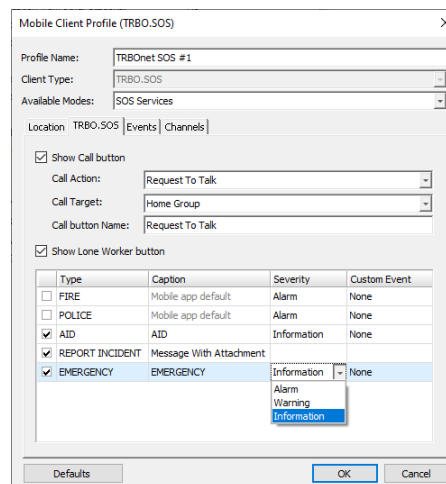 Mobile Client Profile (TRBO.SOS)
Profile Name: TRBOnet SOS #1
Client Type: TRBO.SOS
Available Modes: SOS Services
Location TRBO.SOS Events Channels
Show Call button
Call Action: Request To Talk
Call Target: Home Group
Call button Name: Request To Talk
Show Lone Worker button
Type Caption Severity Custom Event
FIRE Mobile app default Alarm None
POLICE Mobile app default Alarm None
AID AID Information None
REPORT INCIDENT Message With Attachment
EMERGENCY EMERGENCY Information None
Alarm
Warning
Information
Defaults OK Cancel